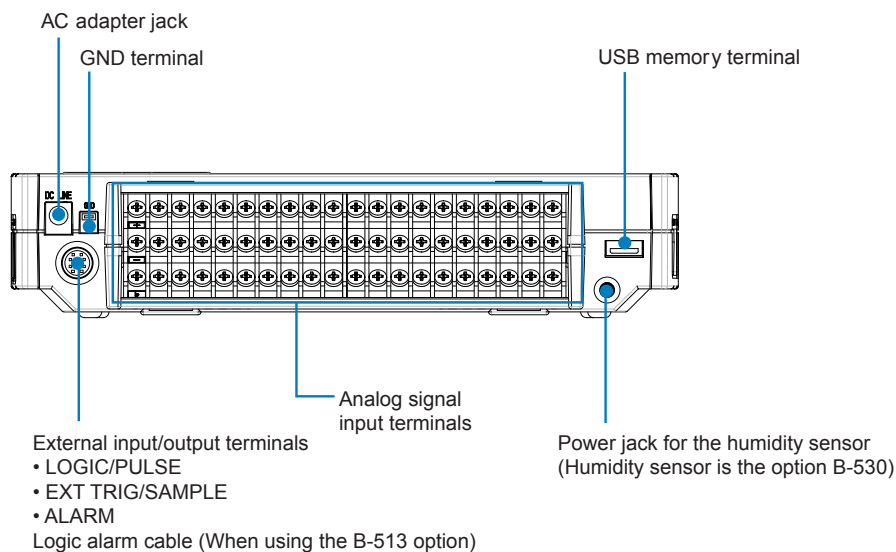 AC adapter jack
GND terminal
USB memory terminal
DC LINE
GND
Analog signal
input terminals
External input/output terminals
• LOGIC/PULSE
• EXT TRIG/SAMPLE
• ALARM
Logic alarm cable (When using the B-513 option)
Power jack for the humidity sensor
(Humidity sensor is the option B-530)